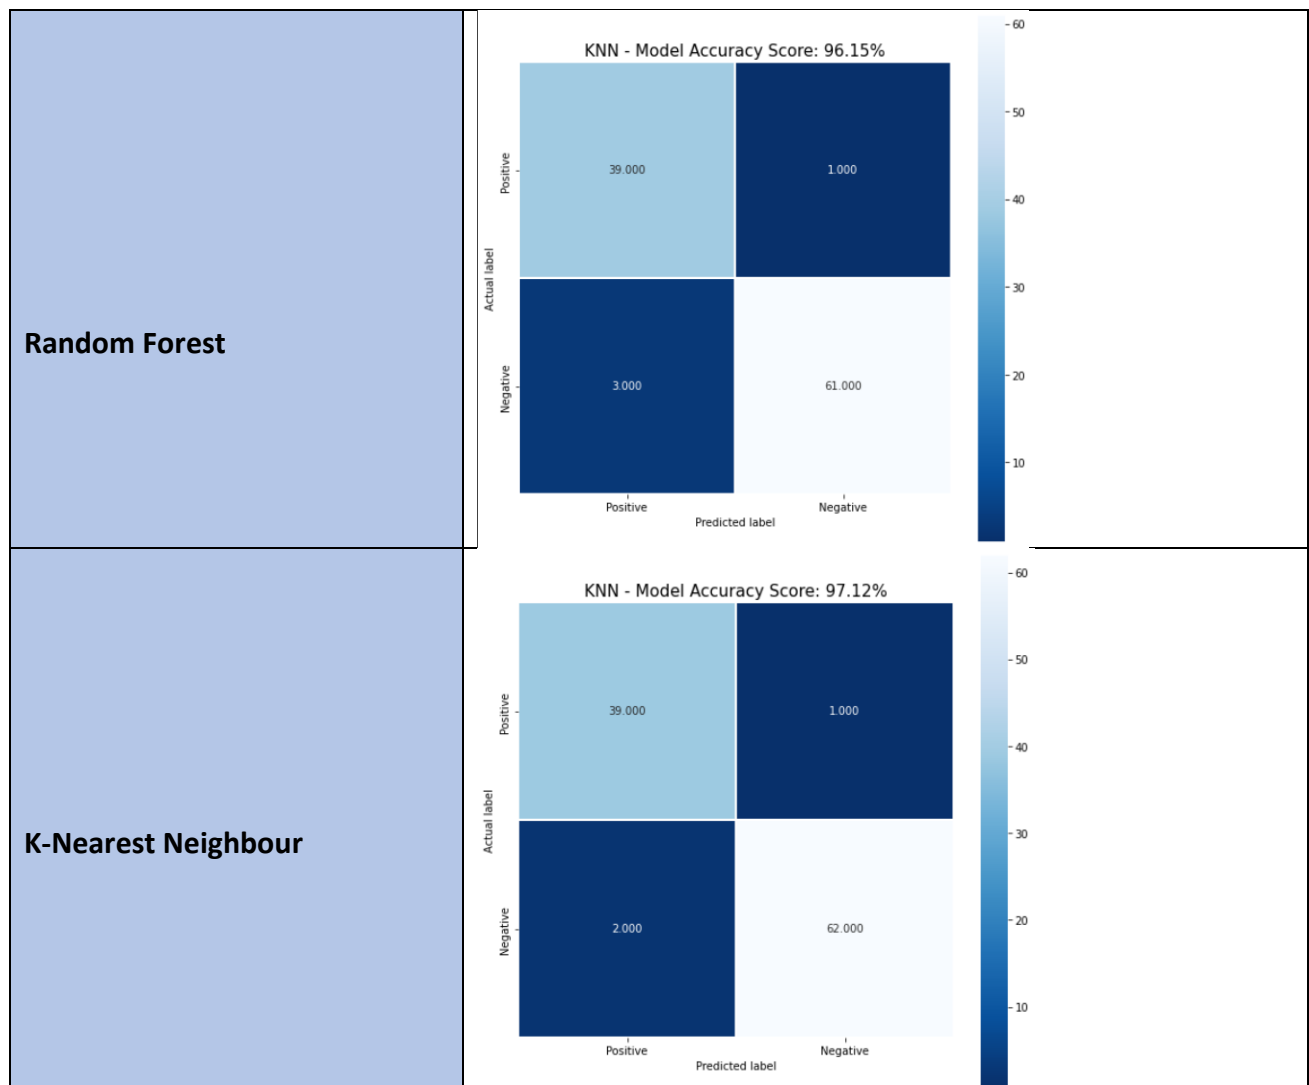 Random Forest
KNN - Model Accuracy Score: 96.15%
Actual label
Positive
39.000
1.000
Negative
3.000
61.000
Positive
Negative
Predicted label
60
50
40
30
20
10
K-Nearest Neighbour
KNN - Model Accuracy Score: 97.12%
Actual label
Positive
39.000
1.000
Negative
2.000
62.000
Positive
Negative
Predicted label
60
50
40
30
20
10